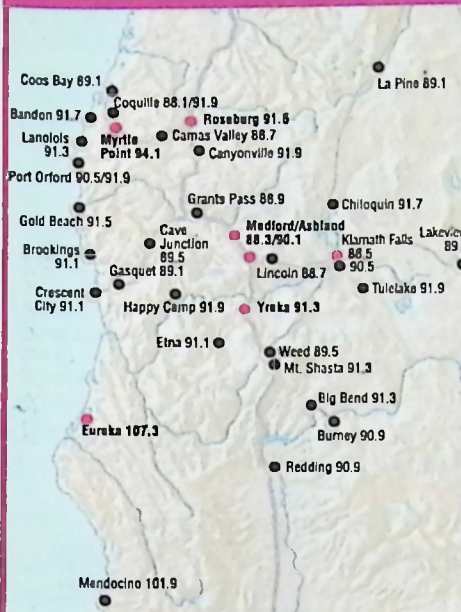 Coos Bay 89.1
La Pine 89.1
Coquille 88.1/91.9
Bandon 91.7
Roseburg 91.5
Myrtle
Point 94.1
Camas Valley 88.7
Langlois
91.3
Canyonville 91.9
Port Orford 90.5/91.9
Grants Pass 88.9
Chiloquin 91.7
Gold Beach 91.5
Cave
Junction
89.5
Medford/Ashland
88.3/90.1
Klamath Falls
88.5
90.5
Lakeview
89
Brookings
91.1
Lincoln 88.7
Gasquet 89.1
Crescent
City 91.1
Happy Camp 91.9
Tulelake 91.9
Yreka 91.3
Etna 91.1
Weed 89.5
Mt. Shasta 91.3
Big Bend 91.3
Burney 90.9
Eureka 107.3
Redding 90.9
Mendocino 101.9